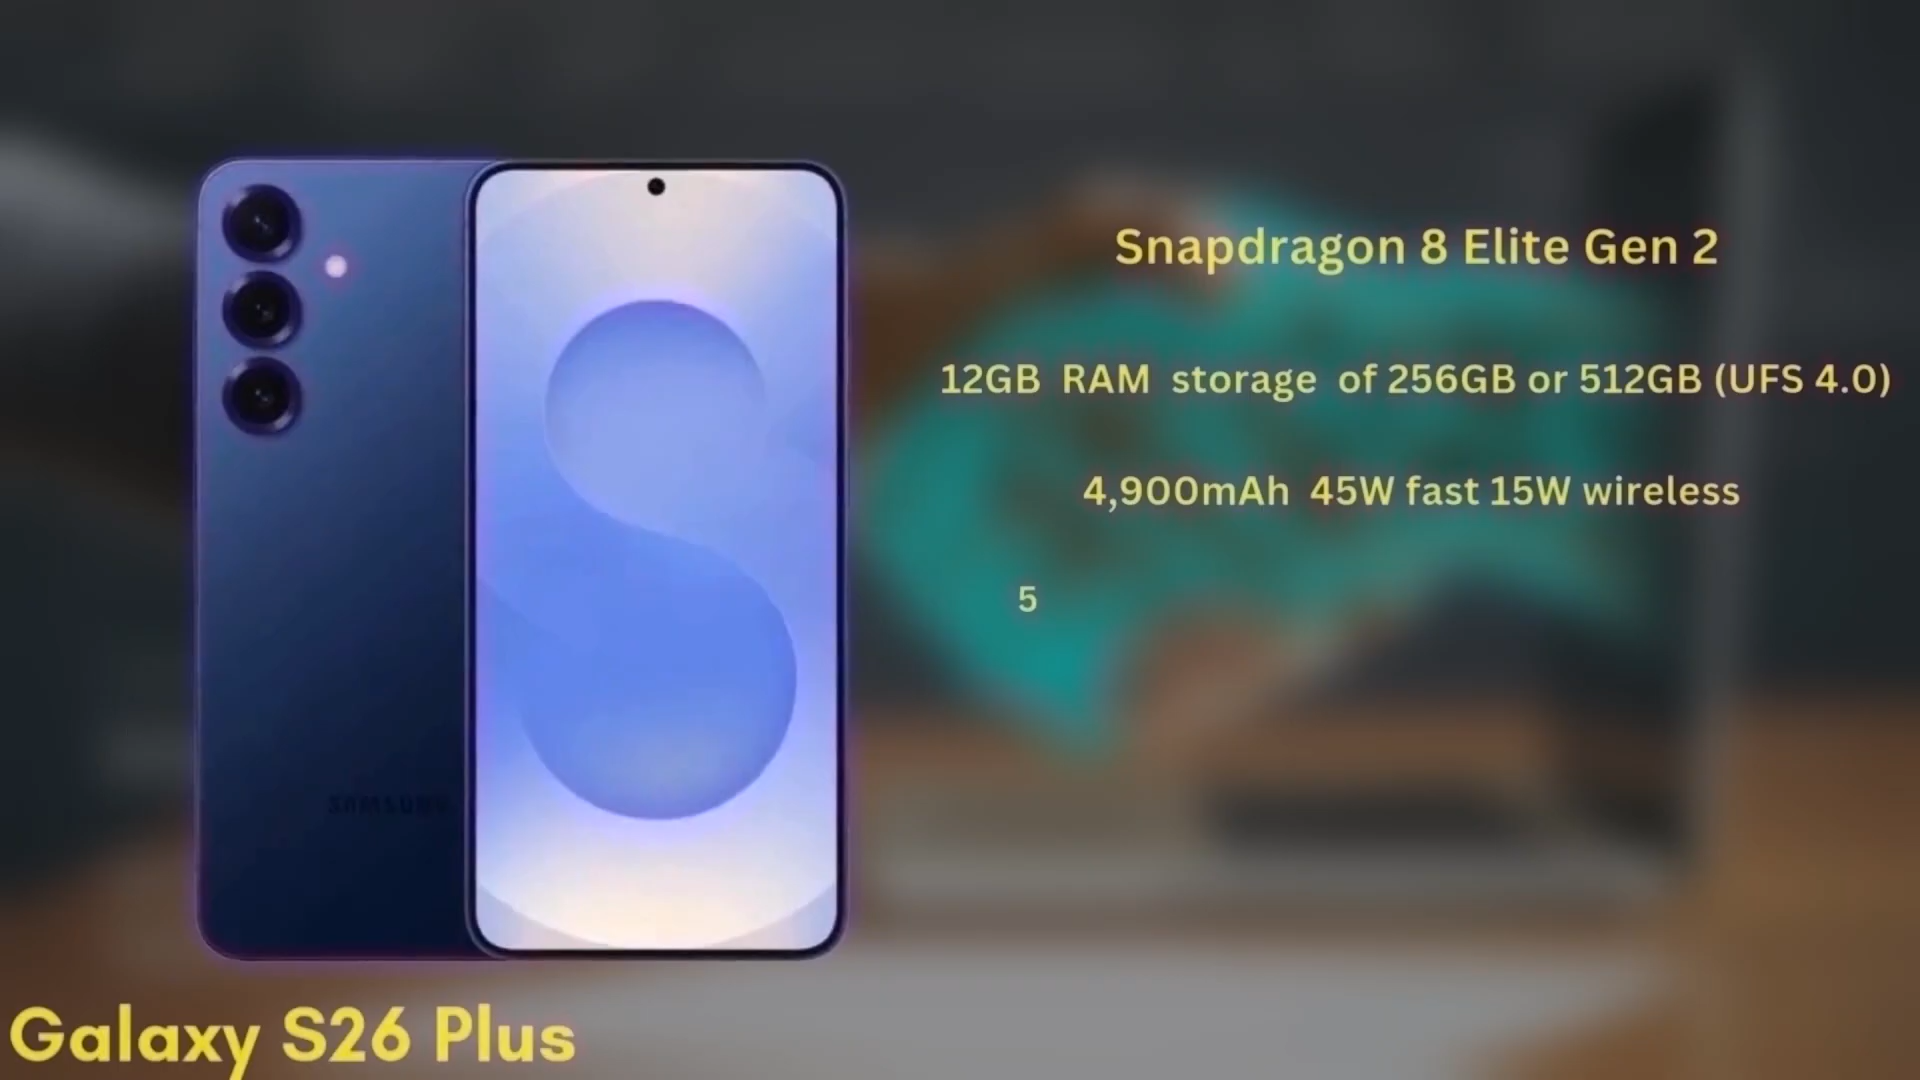 SAMSUNG
Snapdragon 8 Elite Gen 2
12GB RAM storage of 256GB or 512GB (UFS 4.0)
4,900mAh 45W fast 15W wireless
5
Galaxy S26 Plus